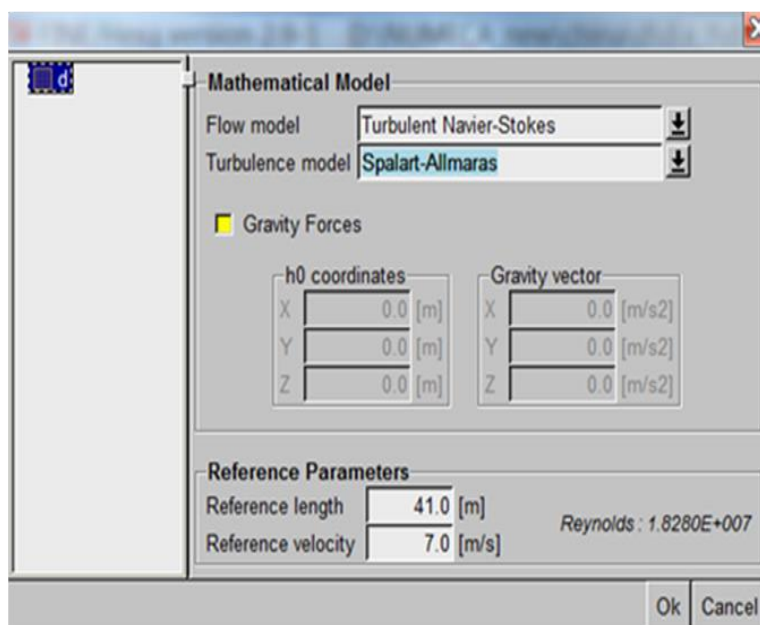 d
Mathematical Model
Flow model Turbulent Navier-Stokes
Turbulence model Spalart-Allmaras
Gravity Forces
h0 coordinates Gravity vector
X 0.0 [m] X 0.0 [m/s2]
Y 0.0 [m] Y 0.0 [m/s2]
Z 0.0 [m] Z 0.0 [m/s2]
Reference Parameters
Reference length 41.0 [m]
Reynolds : 1.8280E+007
Reference velocity 7.0 [m/s]
Ok Cancel